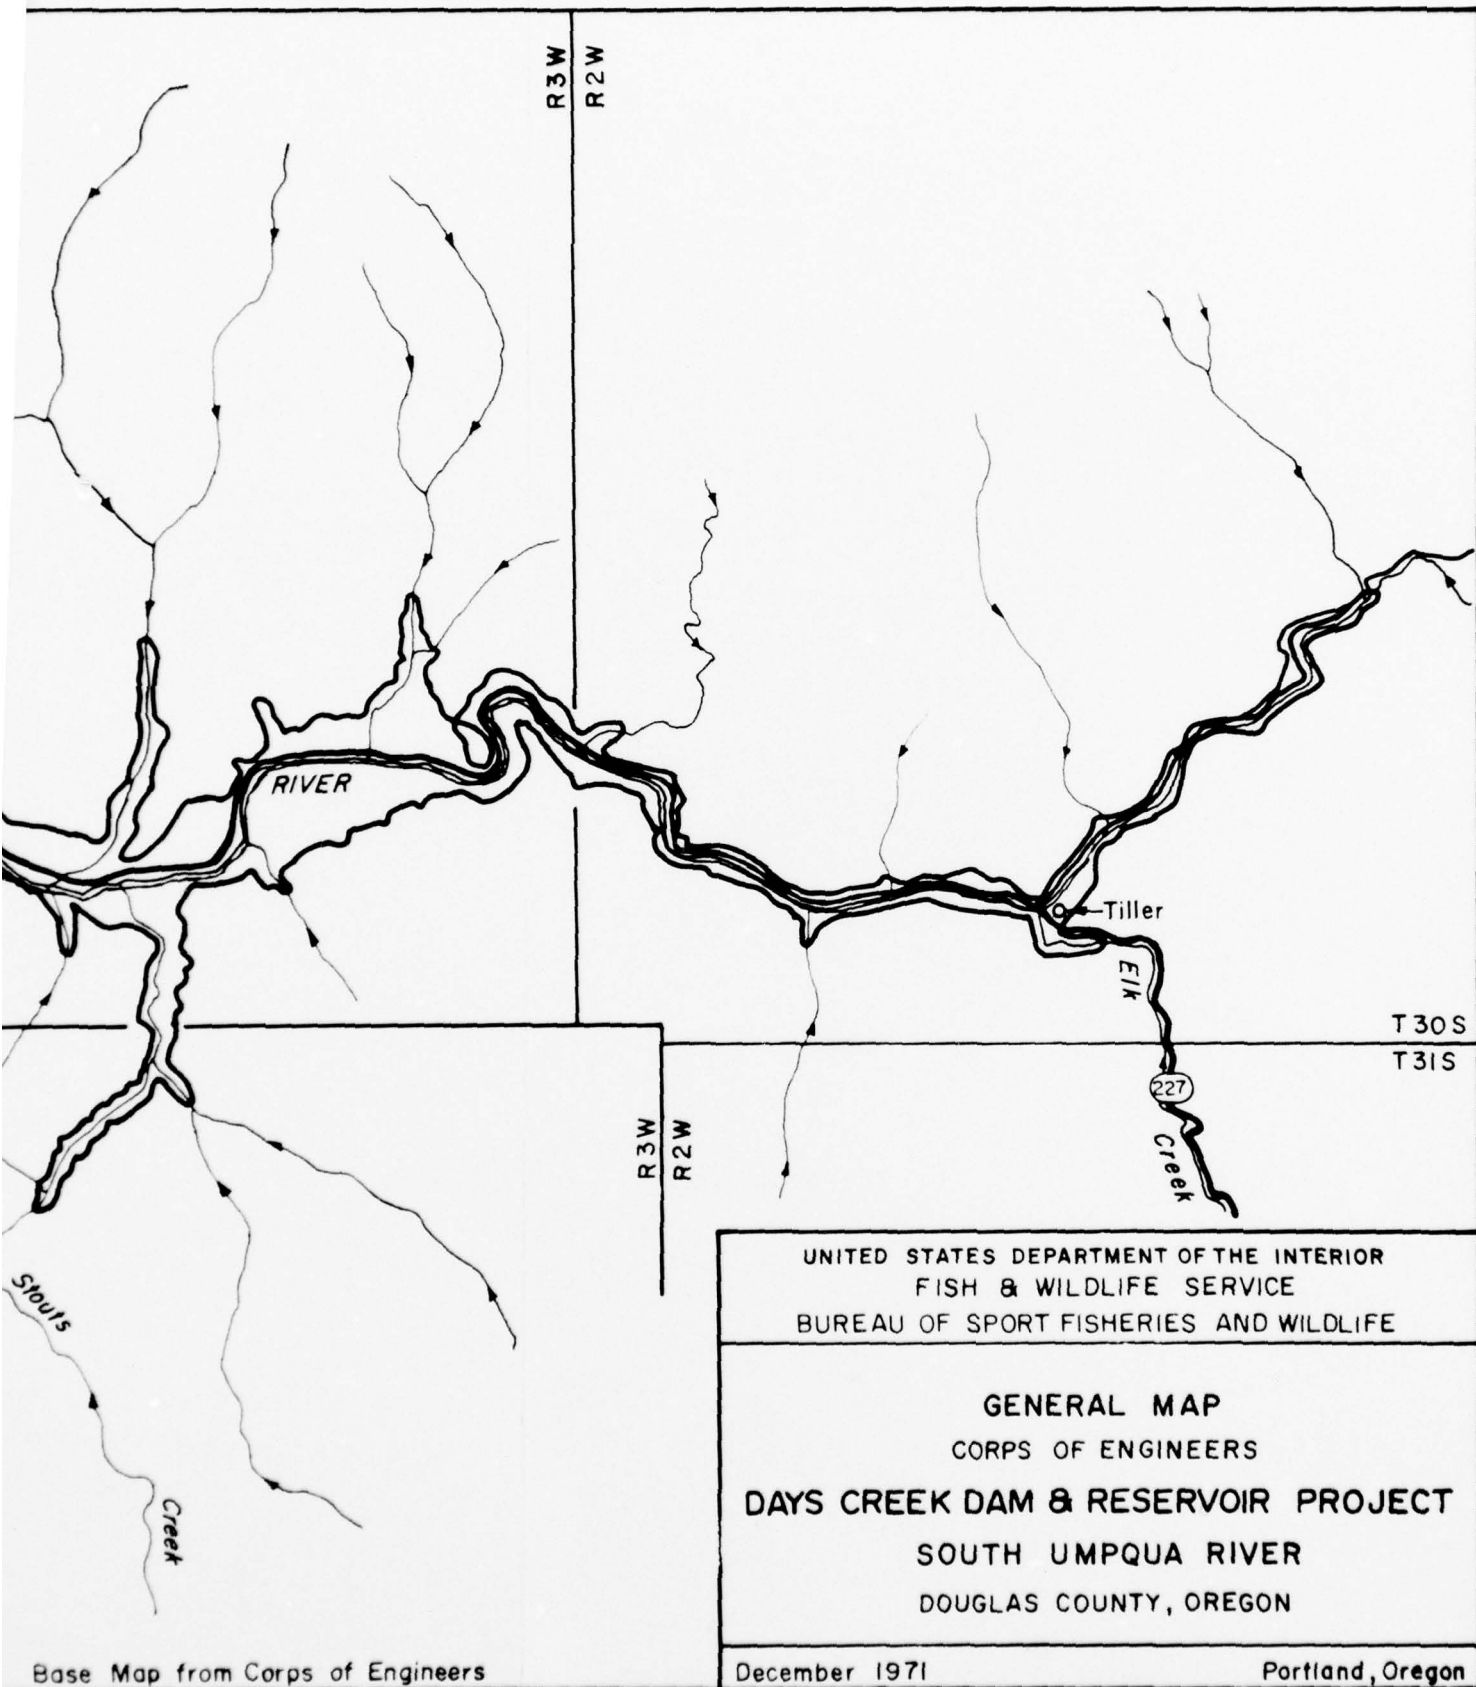 R3W
R2W
RIVER
Tiller
Elk
T30S
T31S
227
R3W
R2W
Creek
Stouts
Creek
UNITED STATES DEPARTMENT OF THE INTERIOR
FISH & WILDLIFE SERVICE
BUREAU OF SPORT FISHERIES AND WILDLIFE
GENERAL MAP
CORPS OF ENGINEERS
DAYS CREEK DAM & RESERVOIR PROJECT
SOUTH UMPQUA RIVER
DOUGLAS COUNTY, OREGON
Base Map from Corps of Engineers
December 1971
Portland, Oregon